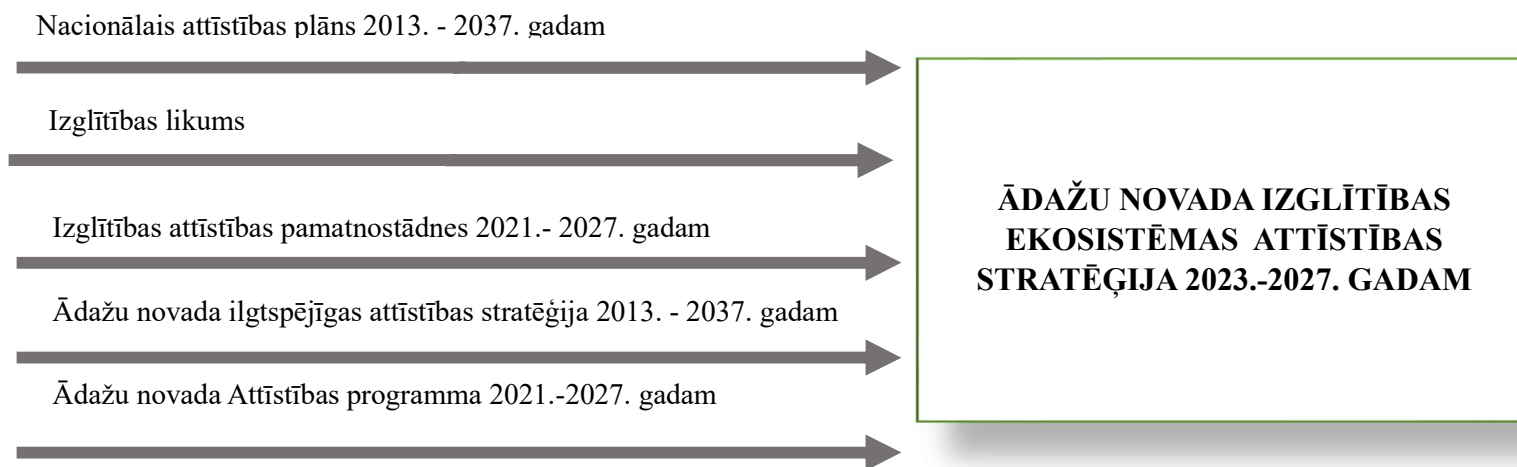 Nacionālais attīstības plāns 2013. - 2037. gadam
Izglītības likums
Izglītības attīstības pamatnostādnes 2021.- 2027. gadam
Ādažu novada ilgtspējīgas attīstības stratēģija 2013. - 2037. gadam
Ādažu novada Attīstības programma 2021.-2027. gadam
ĀDAŽU NOVADA IZGLĪTĪBAS
EKOSISTĒMAS ATTĪSTĪBAS
STRATĒĢIJA 2023.-2027. GADAM